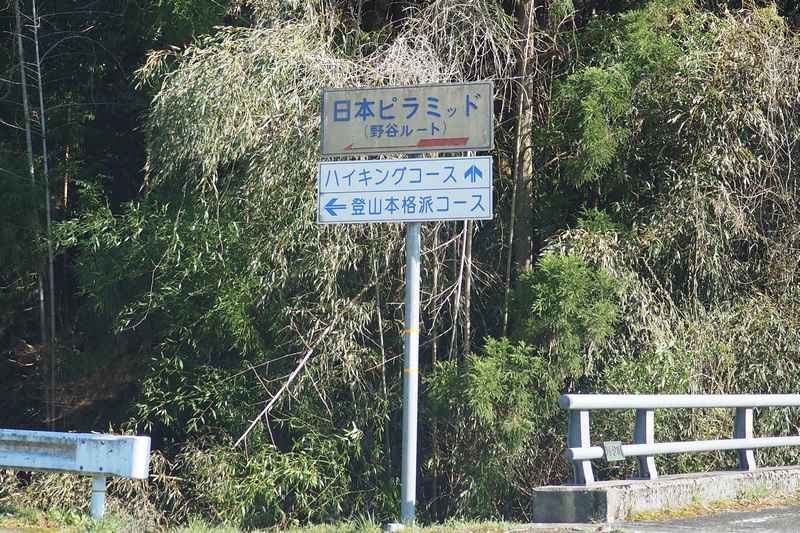 日本ピラミッド
(野谷ルート)
ハイキングコース
登山本格派コース